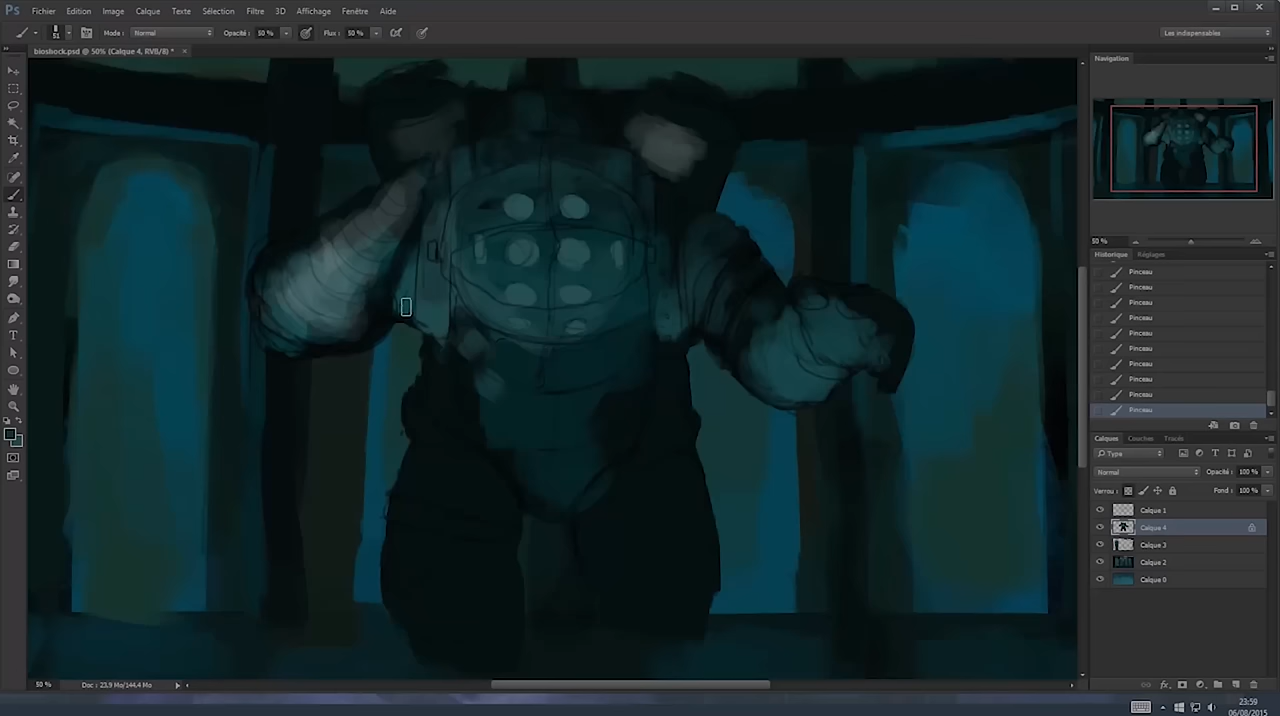 Ps Fichier Edition Image Calque Texte Sélection Filtre 3D Affichage Fenêtre Aide
51 Mode : Normal Opacité : 50 % Flux : 50 % Les indispensables
bioshock.psd @ 50% (Calque 4, RVB/8) * ×
Navigation
50 %
Historique Réglages
Pinceau
Pinceau
Pinceau
Pinceau
Pinceau
Pinceau
Pinceau
Pinceau
Pinceau
Pinceau
Calques Couches Tracés
Type
Normal Opacité : 100 %
Verrou : Fond : 100 %
Calque 1
Calque 4
Calque 3
Calque 2
Calque 0
50 % Doc : 23,9 Mo/144,4 Mo
23:59
06/08/2015